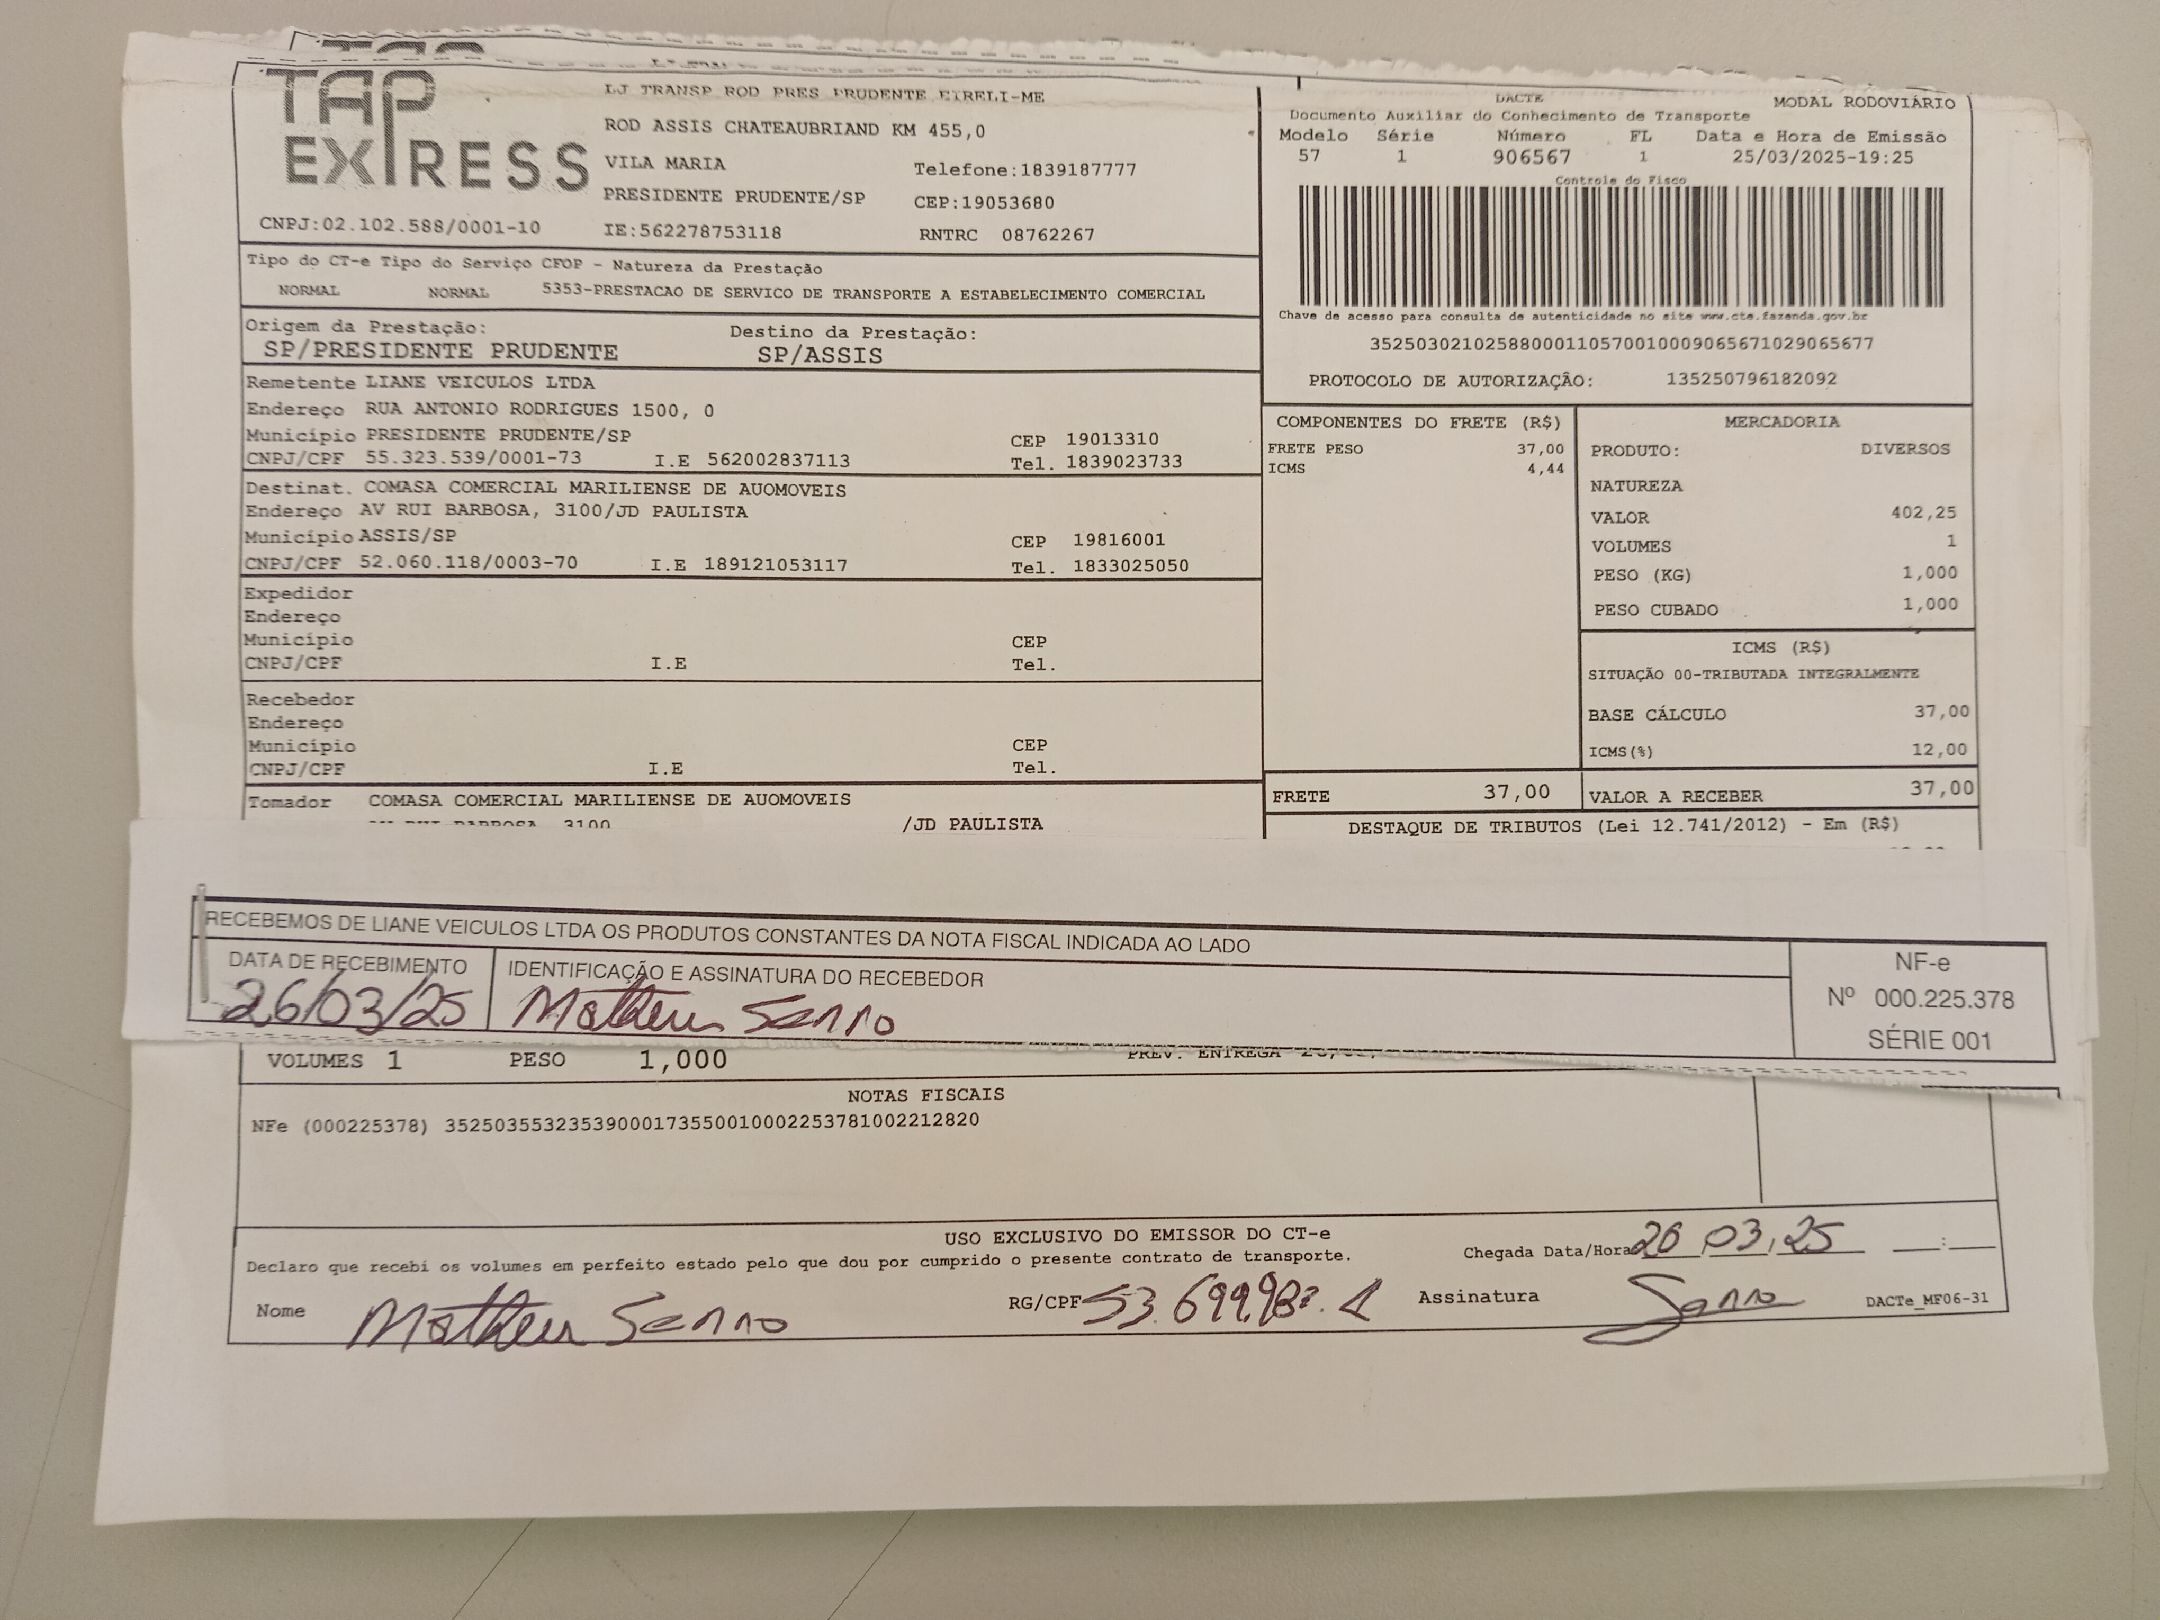 TAP EXPRESS
LJ TRANSP ROD PRES PRUDENTE EIRELI-ME
ROD ASSIS CHATEAUBRIAND KM 455,0
VILA MARIA Telefone:1839187777
PRESIDENTE PRUDENTE/SP CEP:19053680
CNPJ:02.102.588/0001-10 IE:562278753118 RNTRC 08762267
DACTE MODAL RODOVIÁRIO
Documento Auxiliar do Conhecimento de Transporte
Modelo Série Número FL Data e Hora de Emissão
57 1 906567 1 25/03/2025-19:25
Controle do Fisco
Chave de acesso para consulta de autenticidade no site www.cte.fazenda.gov.br
35250302102588000110570010009065671029065677
PROTOCOLO DE AUTORIZAÇÃO: 135250796182092
Tipo do CT-e Tipo do Serviço CFOP - Natureza da Prestação
NORMAL NORMAL 5353-PRESTACAO DE SERVICO DE TRANSPORTE A ESTABELECIMENTO COMERCIAL
Origem da Prestação: Destino da Prestação:
SP/PRESIDENTE PRUDENTE SP/ASSIS
Remetente LIANE VEICULOS LTDA
Endereço RUA ANTONIO RODRIGUES 1500, 0
Município PRESIDENTE PRUDENTE/SP CEP 19013310
CNPJ/CPF 55.323.539/0001-73 I.E 562002837113 Tel. 1839023733
Destinat. COMASA COMERCIAL MARILIENSE DE AUOMOVEIS
Endereço AV RUI BARBOSA, 3100/JD PAULISTA
Município ASSIS/SP CEP 19816001
CNPJ/CPF 52.060.118/0003-70 I.E 189121053117 Tel. 1833025050
Expedidor
Endereço
Município CEP
CNPJ/CPF I.E Tel.
Recebedor
Endereço
Município CEP
CNPJ/CPF I.E Tel.
Tomador COMASA COMERCIAL MARILIENSE DE AUOMOVEIS
RUI BARBOSA, 3100 /JD PAULISTA
COMPONENTES DO FRETE (R$)
FRETE PESO 37,00
ICMS 4,44
FRETE 37,00
MERCADORIA
PRODUTO: DIVERSOS
NATUREZA
VALOR 402,25
VOLUMES 1
PESO (KG) 1,000
PESO CUBADO 1,000
ICMS (R$)
SITUAÇÃO 00-TRIBUTADA INTEGRALMENTE
BASE CÁLCULO 37,00
ICMS(%) 12,00
VALOR A RECEBER 37,00
DESTAQUE DE TRIBUTOS (Lei 12.741/2012) - Em (R$)
RECEBEMOS DE LIANE VEICULOS LTDA OS PRODUTOS CONSTANTES DA NOTA FISCAL INDICADA AO LADO
DATA DE RECEBIMENTO IDENTIFICAÇÃO E ASSINATURA DO RECEBEDOR
26/03/25 Matheus Senno
NF-e
Nº 000.225.378
SÉRIE 001
VOLUMES 1 PESO 1,000 PREV. ENTREGA
NOTAS FISCAIS
NFe (000225378) 35250355323539000173550010002253781002212820
USO EXCLUSIVO DO EMISSOR DO CT-e
Declaro que recebi os volumes em perfeito estado pelo que dou por cumprido o presente contrato de transporte.
Chegada Data/Hora 26 03,25 __:__
Nome Matheus Senno RG/CPF Assinatura Senno DACTe_MF06-31